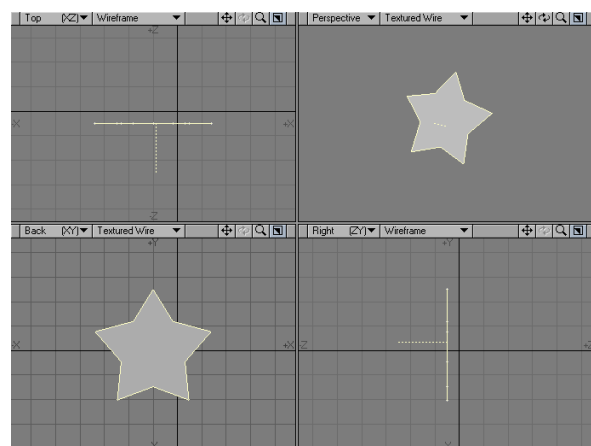 Top (XZ) Wireframe
Perspective Textured Wire
+Z
-X +X
-Z
Back (XY) Textured Wire
Right (ZY) Wireframe
+Y +Y
+X -Z